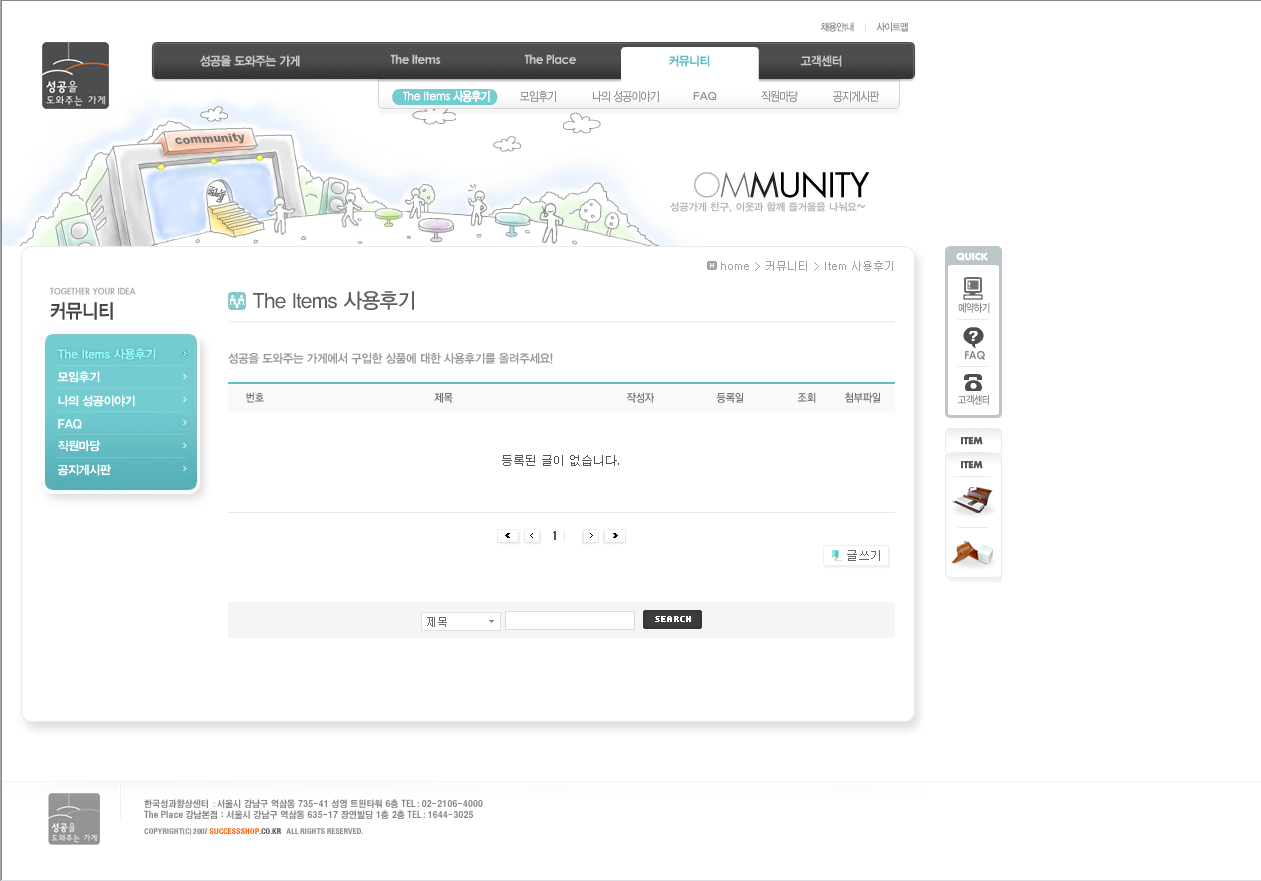 채용안내 사이트맵
성공을 도와주는 가게
성공을 도와주는 가게 The Items The Place 커뮤니티 고객센터
The Items 사용후기 모임후기 나의 성공이야기 FAQ 직원마당 공지게시판
community
OMMUNITY
성공가게 친구, 이웃과 함께 즐거움을 나눠요~
home > 커뮤니티 > Item 사용후기
TOGETHER YOUR IDEA
커뮤니티
The Items 사용후기
모임후기
나의 성공이야기
FAQ
직원마당
공지게시판
The Items 사용후기
성공을 도와주는 가게에서 구입한 상품에 대한 사용후기를 올려주세요!
번호 제목 작성자 등록일 조회 첨부파일
등록된 글이 없습니다.
1
글쓰기
제목 SEARCH
QUICK
예약하기
FAQ
고객센터
ITEM
ITEM
성공을 도와주는 가게
한국성과향상센터 : 서울시 강남구 역삼동 735-41 성영 트윈타워 6층 TEL : 02-2106-4000
The Place 강남본점 : 서울시 강남구 역삼동 635-17 장연빌딩 1층 2층 TEL : 1644-3025
COPYRIGHT(C) 2007 SUCCESSSHOP.CO.KR ALL RIGHTS RESERVED.